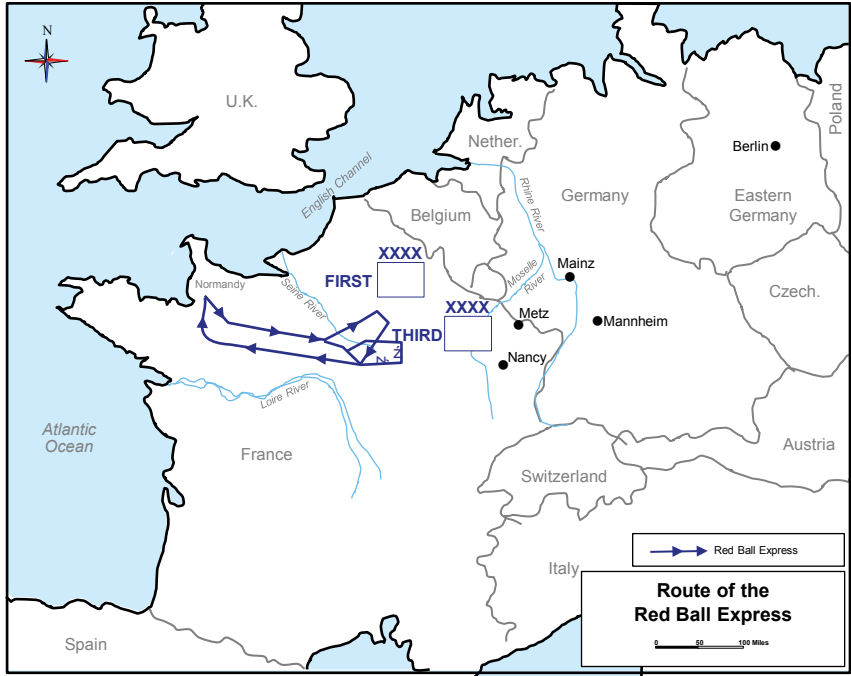 N
U.K.
English Channel
Nether.
Poland
Berlin
Rhine River
Germany
Eastern
Germany
Belgium
XXXX
FIRST
Moselle
River
Mainz
Czech.
Normandy
Seine River
XXXX
THIRD
Metz
Mannheim
Nancy
Ź
Loire River
Atlantic
Ocean
France
Austria
Switzerland
Italy
Spain
Red Ball Express
Route of the
Red Ball Express
0 50 100 Miles